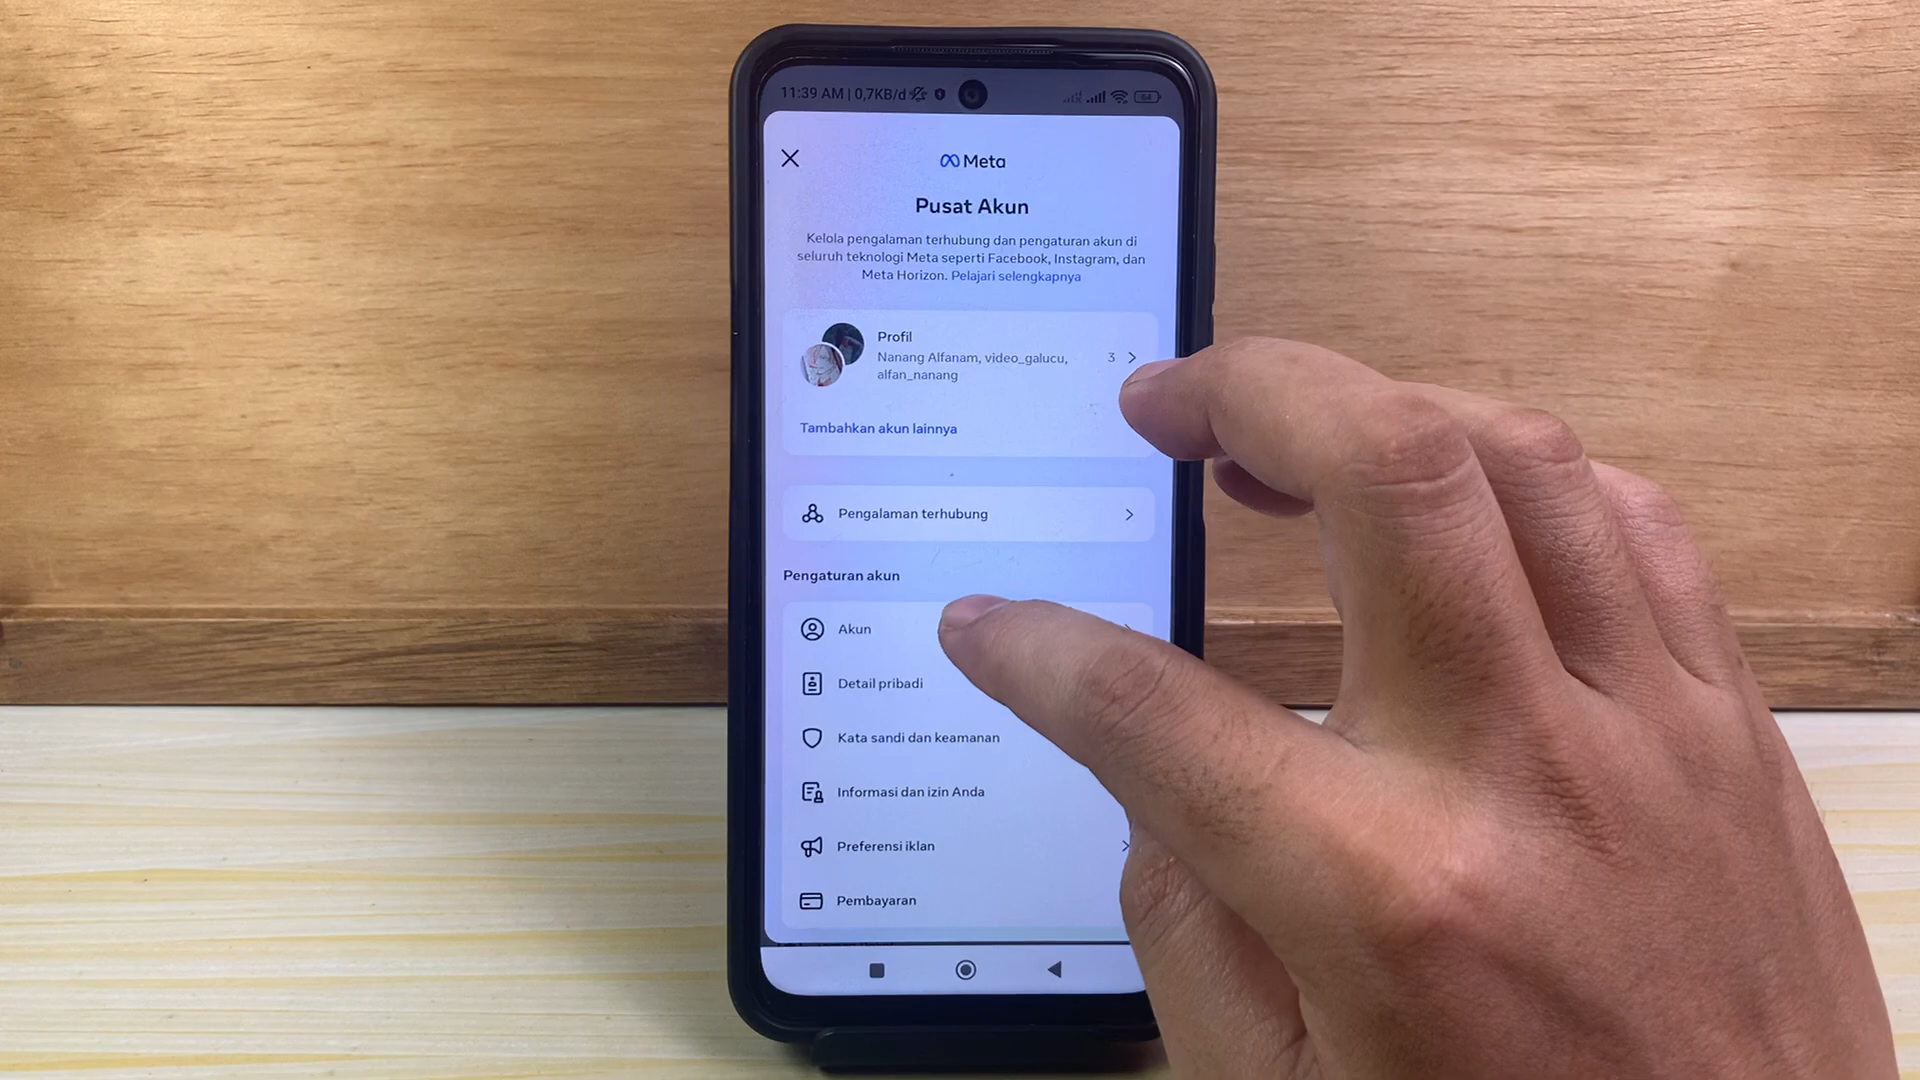 11:39 AM | 0,7KB/d
64
Meta
Pusat Akun
Kelola pengalaman terhubung dan pengaturan akun di
seluruh teknologi Meta seperti Facebook, Instagram, dan
Meta Horizon. Pelajari selengkapnya
Profil
Nanang Alfanam, video_galucu,
alfan_nanang
3
Tambahkan akun lainnya
Pengalaman terhubung
Pengaturan akun
Akun
Detail pribadi
Kata sandi dan keamanan
Informasi dan izin Anda
Preferensi iklan
Pembayaran